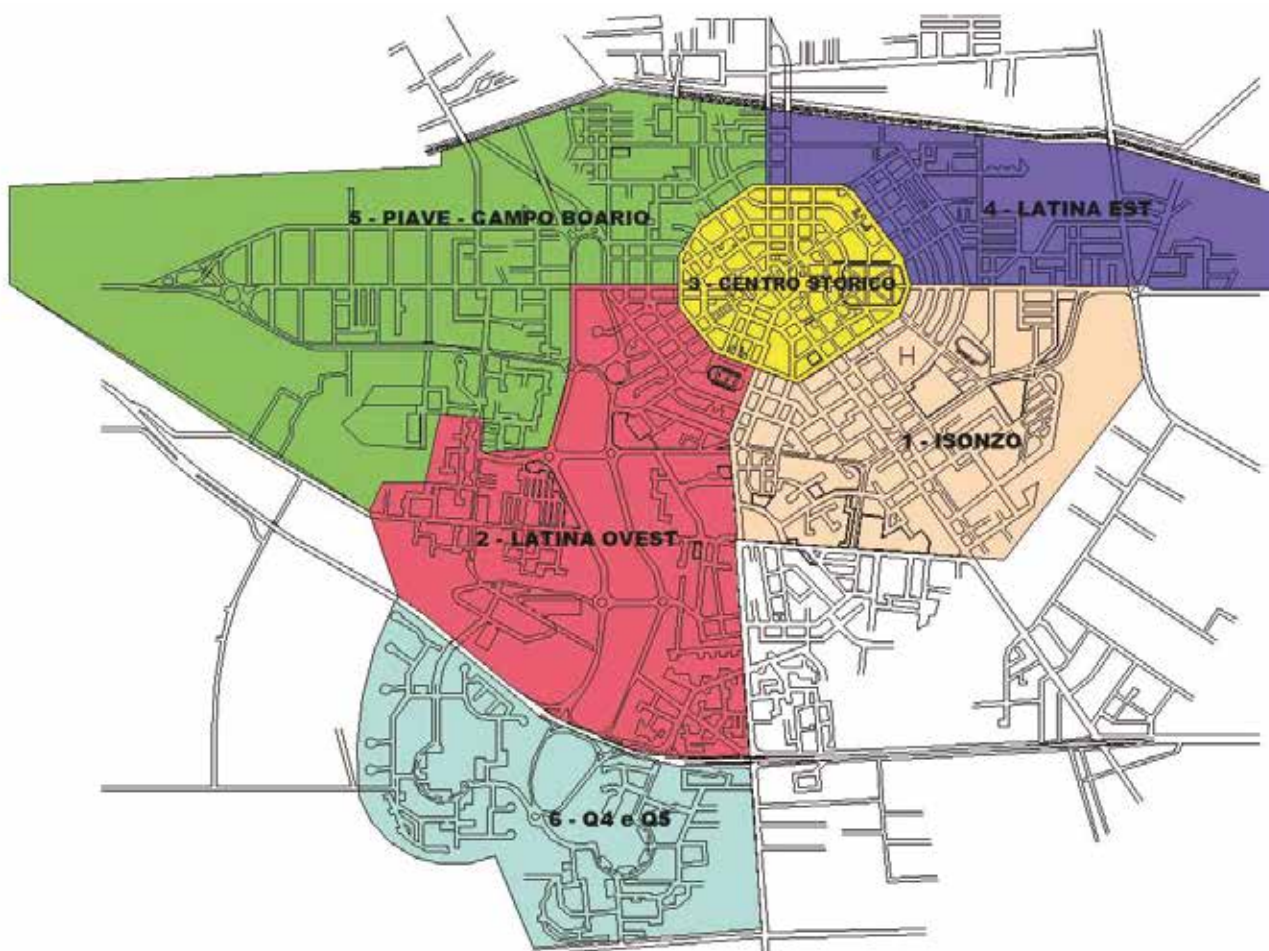 5 - PIAVE - CAMPO BOARIO
4 - LATINA EST
3 - CENTRO STORICO
H
1 - ISONZO
2 - LATINA OVEST
6 - Q4 e Q5